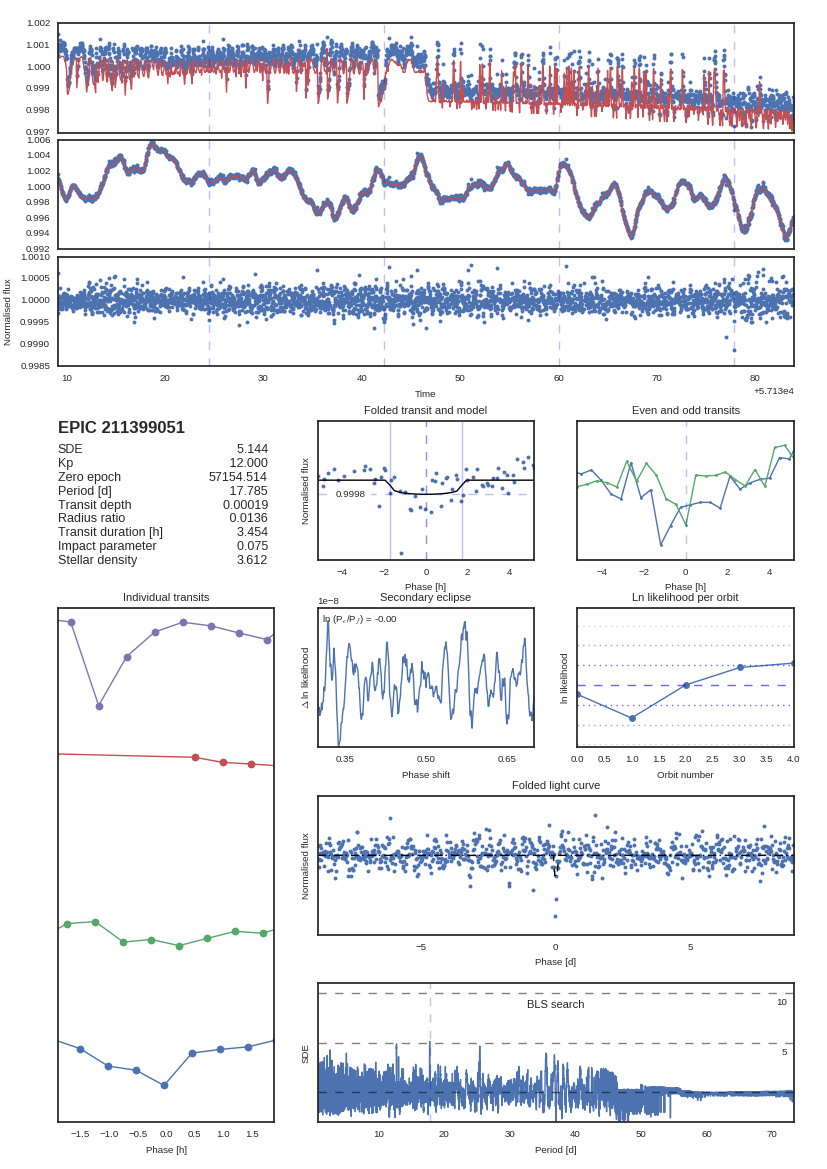 1.002
1.001
1.000
0.999
0.998
0.997
1.006
1.004
1.002
1.000
0.998
0.996
0.994
0.992
1.0010
1.0005
1.0000
0.9995
0.9990
0.9985
Normalised flux
10 20 30 40 50 60 70 80
Time
+5.713e4
EPIC 211399051
SDE 5.144
Kp 12.000
Zero epoch 57154.514
Period [d] 17.785
Transit depth 0.00019
Radius ratio 0.0136
Transit duration [h] 3.454
Impact parameter 0.075
Stellar density 3.612
Folded transit and model
Normalised flux
0.9998
−4 −2 0 2 4
Phase [h]
Even and odd transits
−4 −2 0 2 4
Phase [h]
Individual transits
−1.5 −1.0 −0.5 0.0 0.5 1.0 1.5
Phase [h]
Secondary eclipse
1e−8
ln (Pₑ/P𝑓) = -0.00
Δ ln likelihood
0.35 0.50 0.65
Phase shift
Ln likelihood per orbit
ln likelihood
0.0 0.5 1.0 1.5 2.0 2.5 3.0 3.5 4.0
Orbit number
Folded light curve
Normalised flux
−5 0 5
Phase [d]
BLS search
10
5
SDE
10 20 30 40 50 60 70
Period [d]